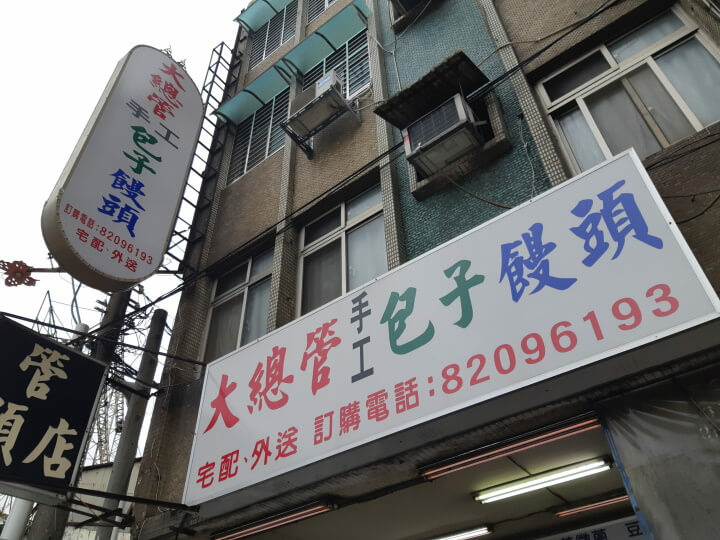 大總管
手工
包子
饅頭
訂購電話:82096193
宅配、外送
大總管手工包子饅頭
宅配、外送 訂購電話:82096193
管
頭店